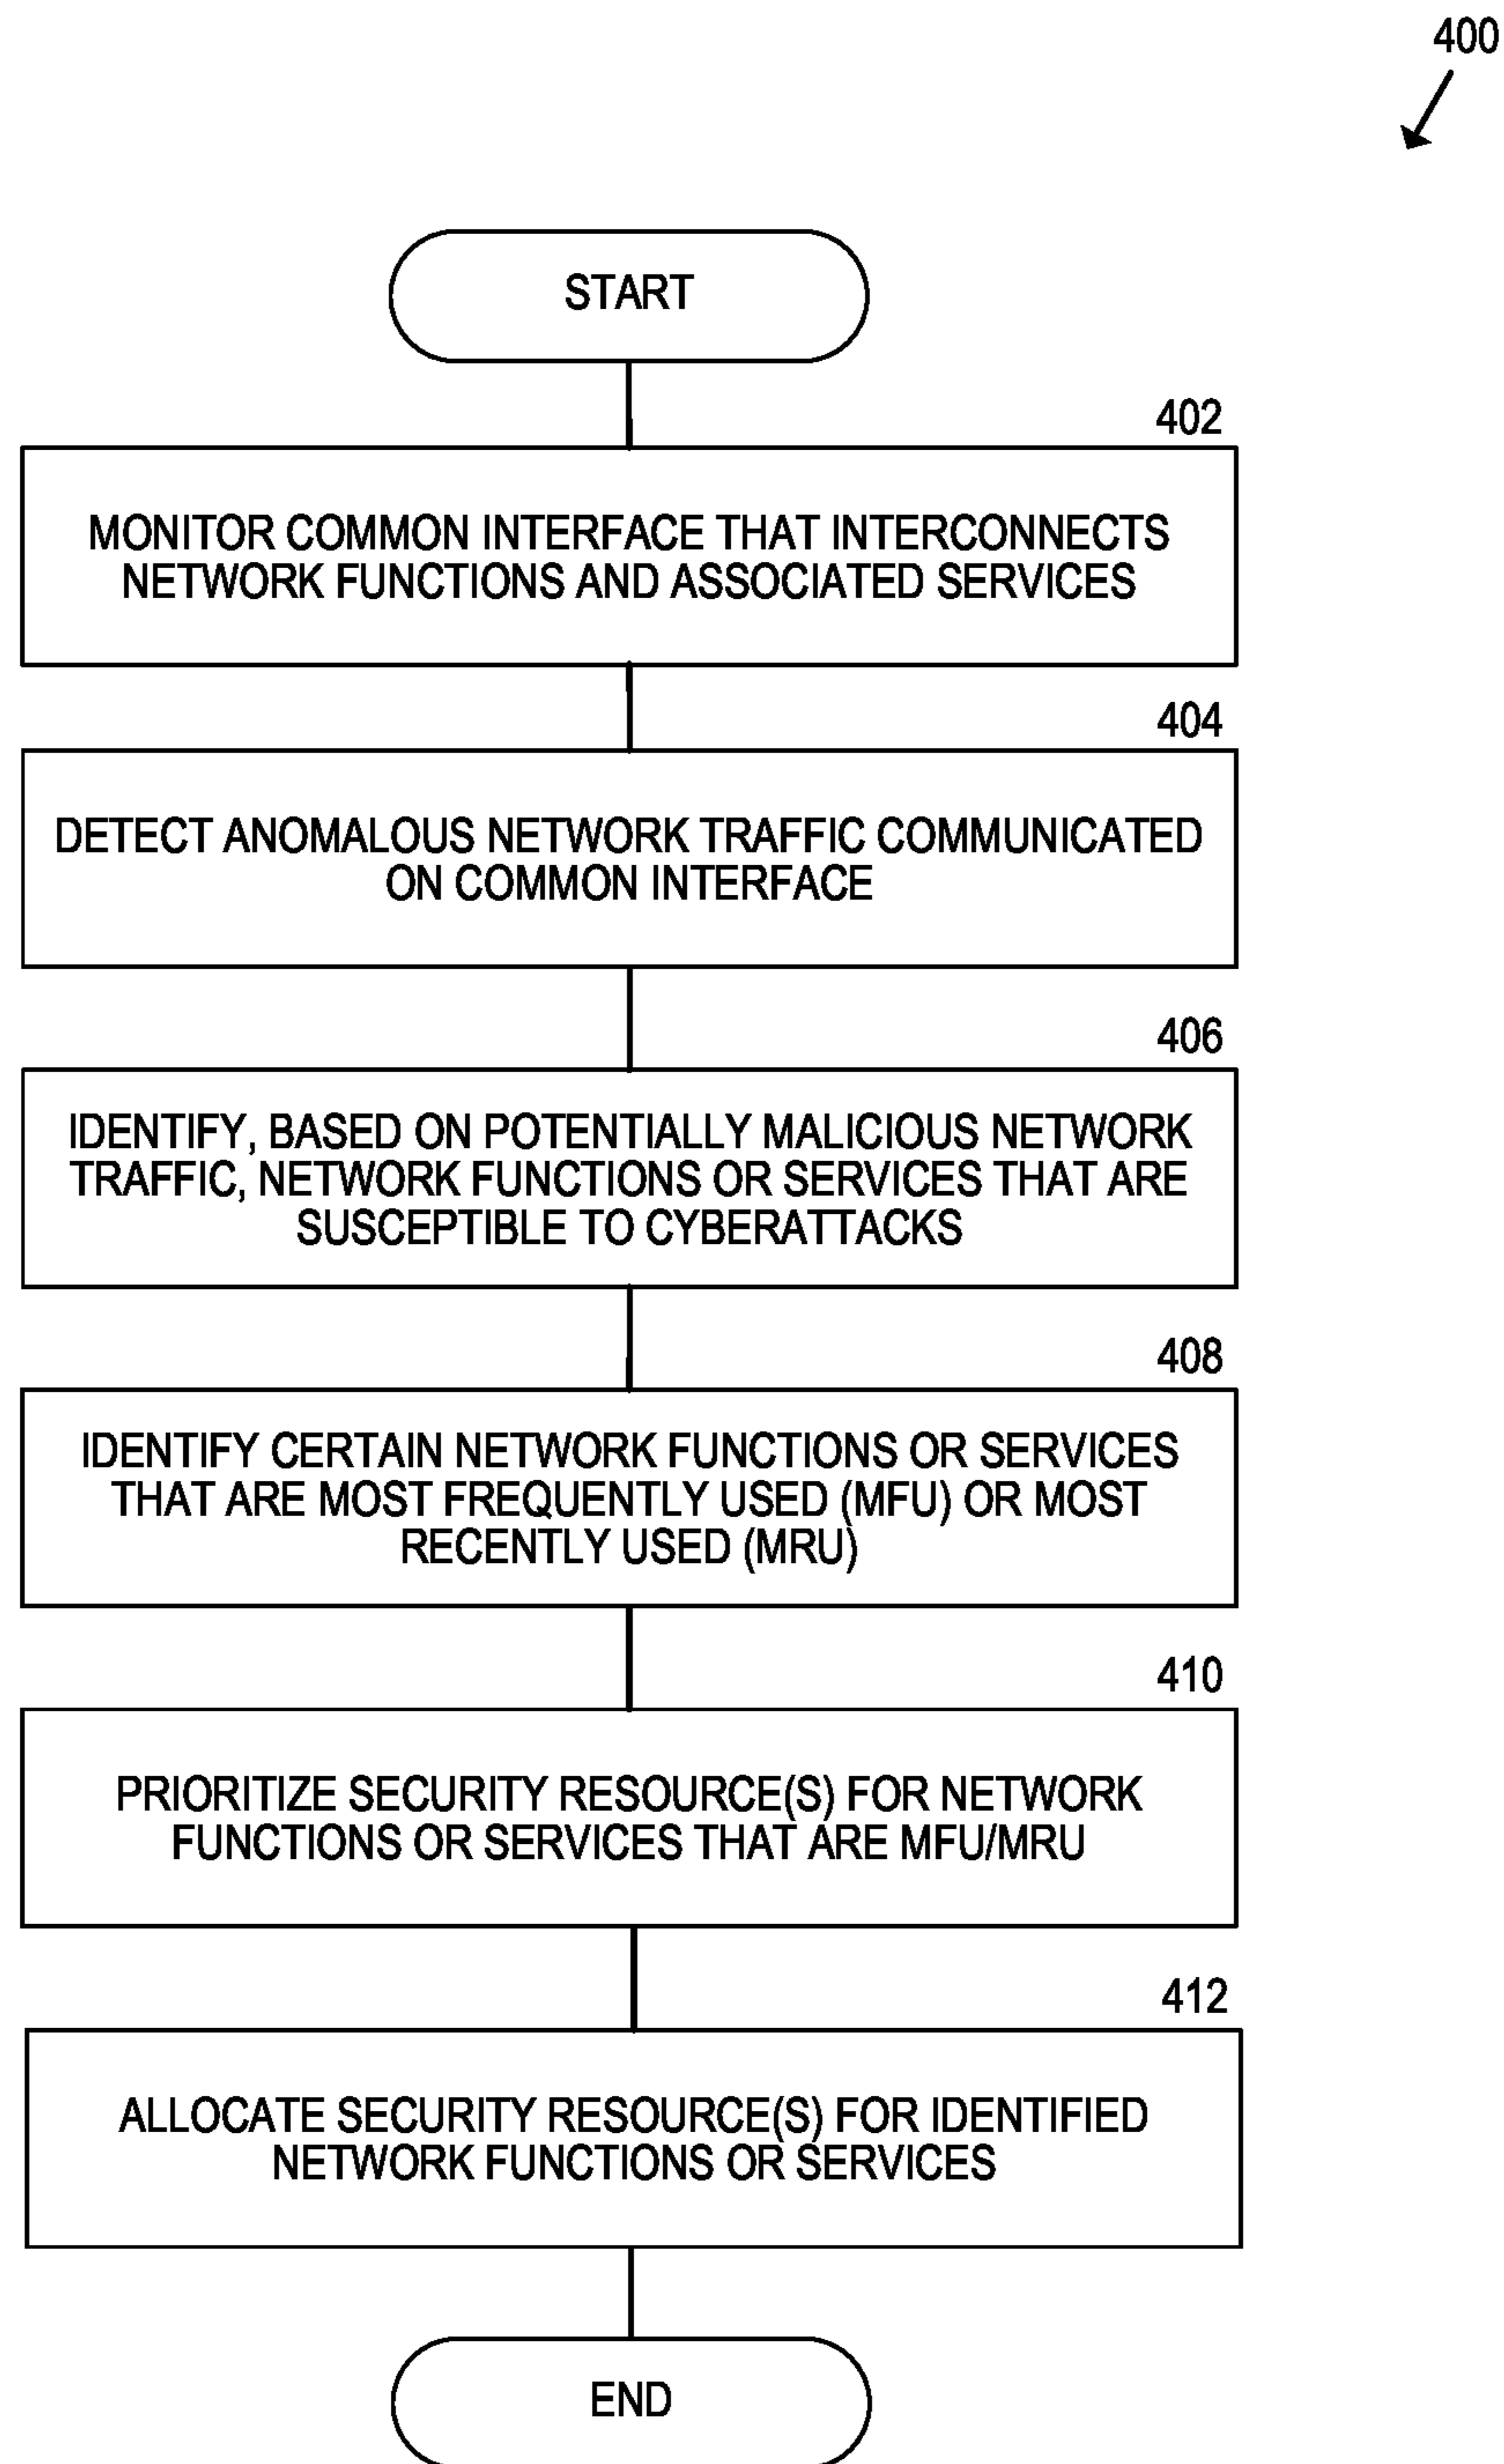 400
START
402
MONITOR COMMON INTERFACE THAT INTERCONNECTS
NETWORK FUNCTIONS AND ASSOCIATED SERVICES
404
DETECT ANOMALOUS NETWORK TRAFFIC COMMUNICATED
ON COMMON INTERFACE
406
IDENTIFY, BASED ON POTENTIALLY MALICIOUS NETWORK
TRAFFIC, NETWORK FUNCTIONS OR SERVICES THAT ARE
SUSCEPTIBLE TO CYBERATTACKS
408
IDENTIFY CERTAIN NETWORK FUNCTIONS OR SERVICES
THAT ARE MOST FREQUENTLY USED (MFU) OR MOST
RECENTLY USED (MRU)
410
PRIORITIZE SECURITY RESOURCE(S) FOR NETWORK
FUNCTIONS OR SERVICES THAT ARE MFU/MRU
412
ALLOCATE SECURITY RESOURCE(S) FOR IDENTIFIED
NETWORK FUNCTIONS OR SERVICES
END